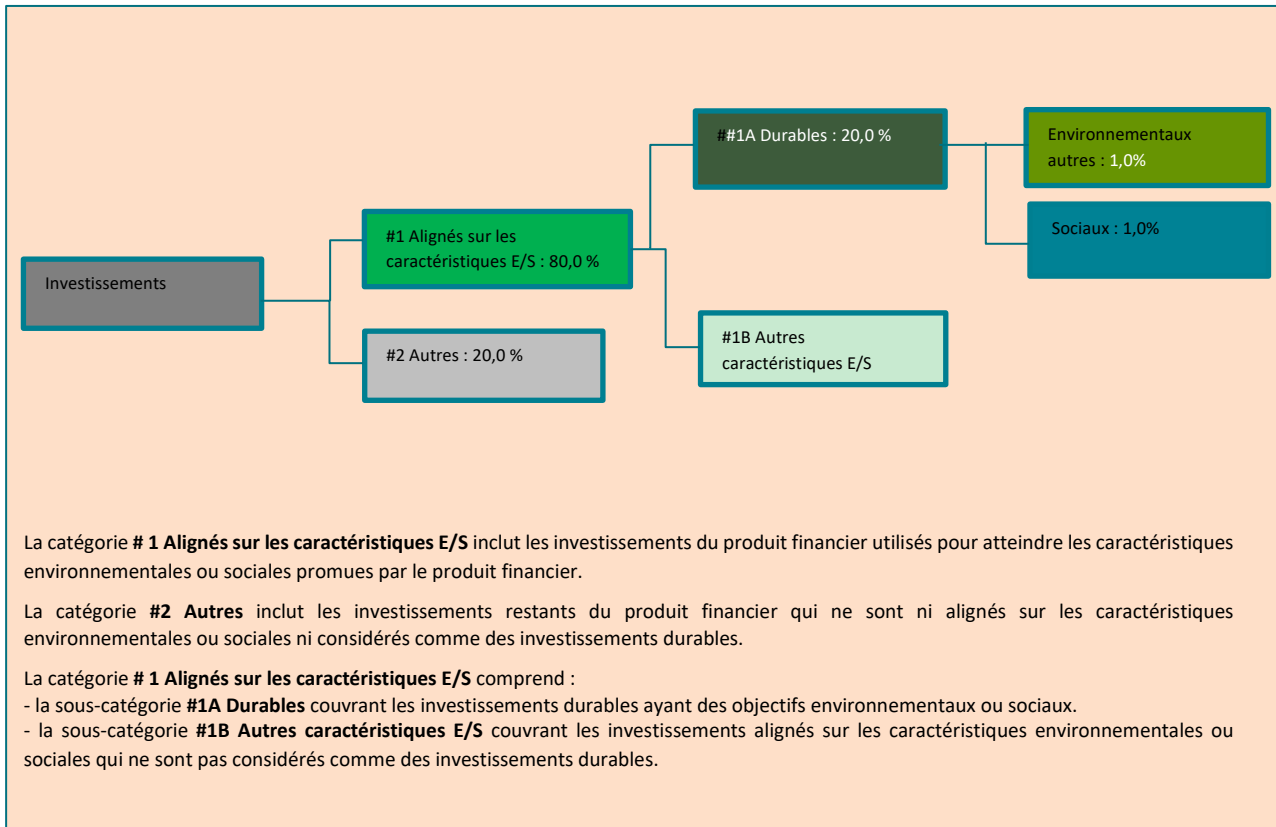 ##1A Durables : 20,0 %
Environnementaux
autres : 1,0%
Sociaux : 1,0%
#1 Alignés sur les
caractéristiques E/S : 80,0 %
Investissements
#2 Autres : 20,0 %
#1B Autres
caractéristiques E/S
La catégorie # 1 Alignés sur les caractéristiques E/S inclut les investissements du produit financier utilisés pour atteindre les caractéristiques
environnementales ou sociales promues par le produit financier.
La catégorie #2 Autres inclut les investissements restants du produit financier qui ne sont ni alignés sur les caractéristiques
environnementales ou sociales ni considérés comme des investissements durables.
La catégorie # 1 Alignés sur les caractéristiques E/S comprend :
- la sous-catégorie #1A Durables couvrant les investissements durables ayant des objectifs environnementaux ou sociaux.
- la sous-catégorie #1B Autres caractéristiques E/S couvrant les investissements alignés sur les caractéristiques environnementales ou
sociales qui ne sont pas considérés comme des investissements durables.